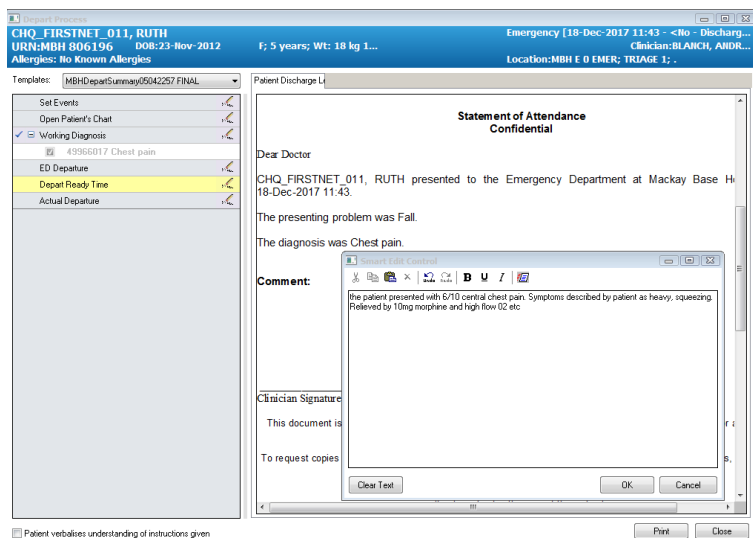 Depart Process
CHQ_FIRSTNET_011, RUTH
Emergency [18-Dec-2017 11:43 - <No - Discharg...
URN:MBH 806196 DOB:23-Nov-2012 F; 5 years; Wt: 18 kg 1... Clinician:BLANCH, ANDR...
Allergies: No Known Allergies Location:MBH E 0 EMER; TRIAGE 1; .
Templates: MBHDepartSummary05042257 FINAL
Set Events
Open Patient's Chart
Working Diagnosis
49966017 Chest pain
ED Departure
Depart Ready Time
Actual Departure
Patient Discharge Le
Statement of Attendance
Confidential
Dear Doctor
CHQ_FIRSTNET_011, RUTH presented to the Emergency Department at Mackay Base
18-Dec-2017 11:43.
The presenting problem was Fall.
The diagnosis was Chest pain.
Comment:
Smart Edit Control
Undo Redo B U I
the patient presented with 6/10 central chest pain. Symptoms described by patient as heavy, squeezing.
Relieved by 10mg morphine and high flow 02 etc
Clear Text OK Cancel
Clinician Signature
This document is
To request copies
Patient verbalises understanding of instructions given
Print Close